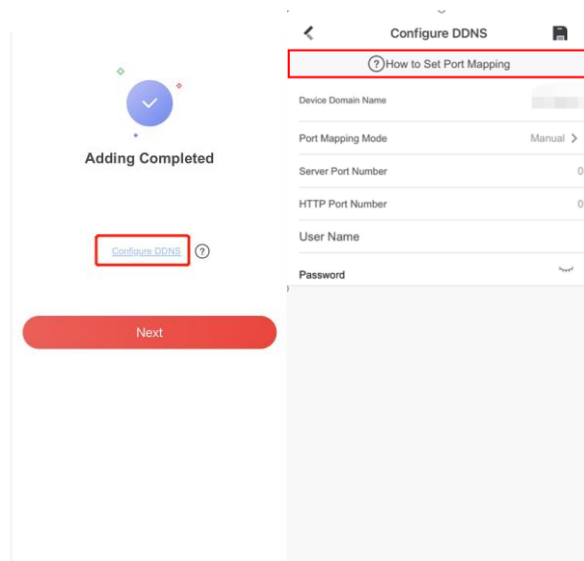 Adding Completed
Configure DDNS ?
Next
Configure DDNS
? How to Set Port Mapping
Device Domain Name
Port Mapping Mode Manual >
Server Port Number 0
HTTP Port Number 0
User Name
Password